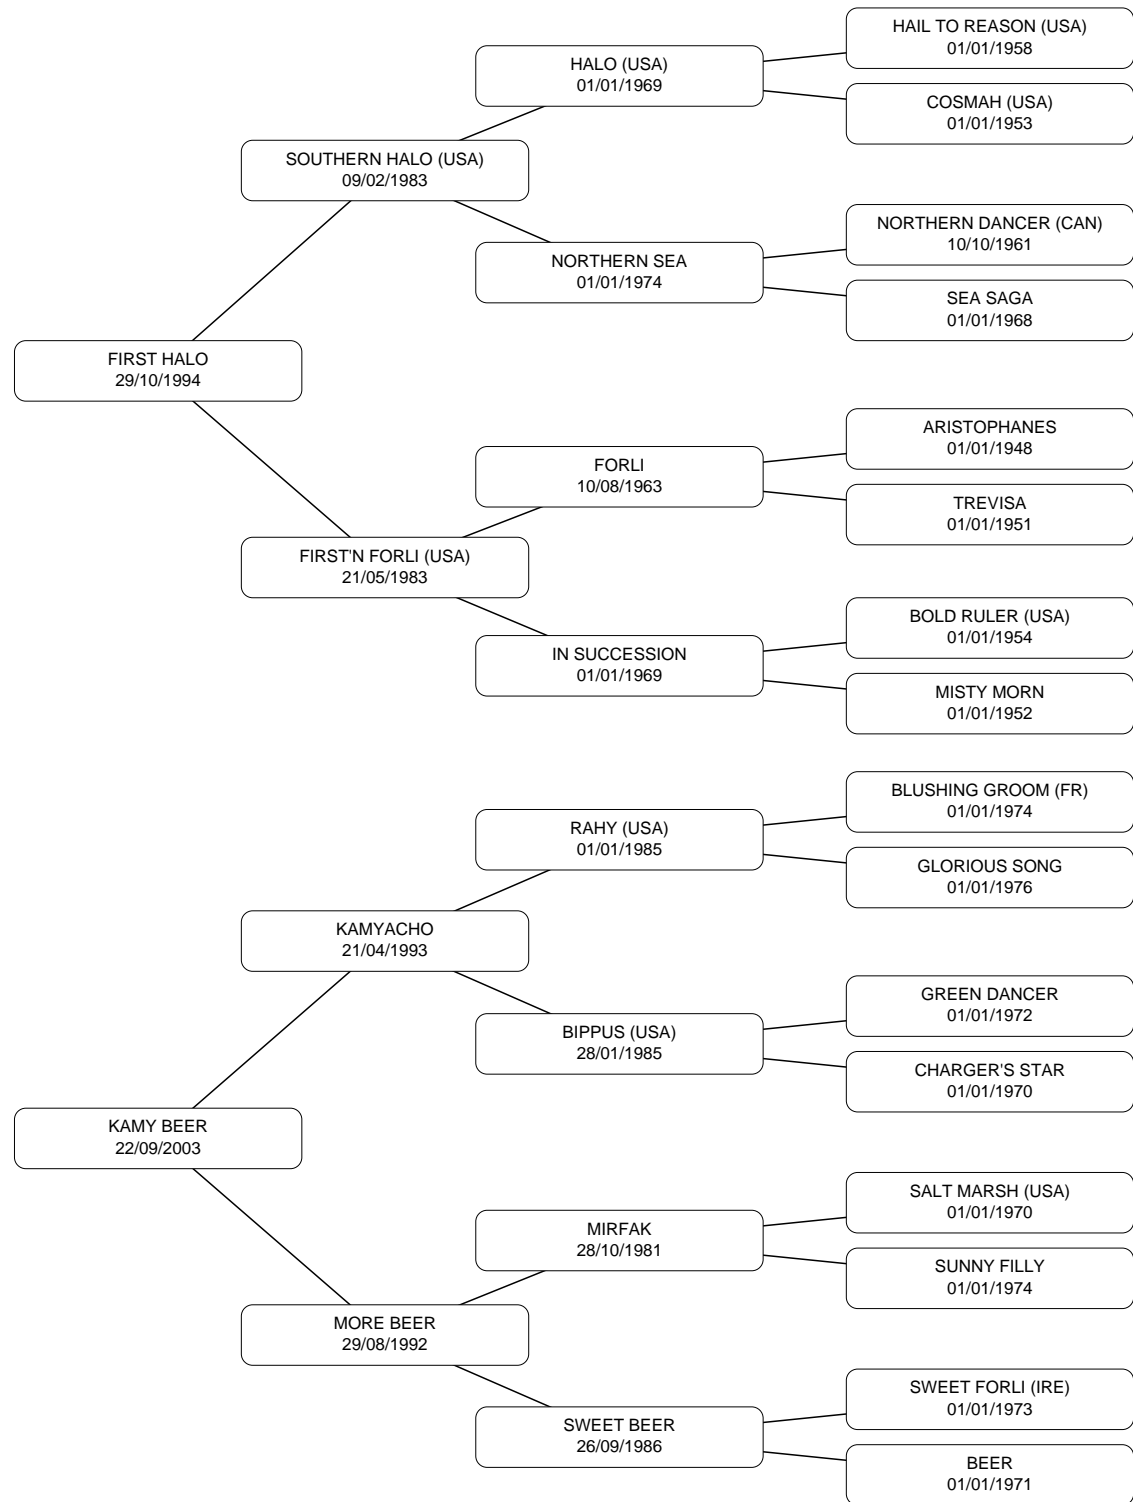 HAIL TO REASON (USA)
01/01/1958
HALO (USA)
01/01/1969
COSMAH (USA)
01/01/1953
SOUTHERN HALO (USA)
09/02/1983
NORTHERN DANCER (CAN)
10/10/1961
NORTHERN SEA
01/01/1974
SEA SAGA
01/01/1968
FIRST HALO
29/10/1994
ARISTOPHANES
01/01/1948
FORLI
10/08/1963
TREVISA
01/01/1951
FIRST'N FORLI (USA)
21/05/1983
BOLD RULER (USA)
01/01/1954
IN SUCCESSION
01/01/1969
MISTY MORN
01/01/1952
BLUSHING GROOM (FR)
01/01/1974
RAHY (USA)
01/01/1985
GLORIOUS SONG
01/01/1976
KAMYACHO
21/04/1993
GREEN DANCER
01/01/1972
BIPPUS (USA)
28/01/1985
CHARGER'S STAR
01/01/1970
KAMY BEER
22/09/2003
SALT MARSH (USA)
01/01/1970
MIRFAK
28/10/1981
SUNNY FILLY
01/01/1974
MORE BEER
29/08/1992
SWEET FORLI (IRE)
01/01/1973
SWEET BEER
26/09/1986
BEER
01/01/1971